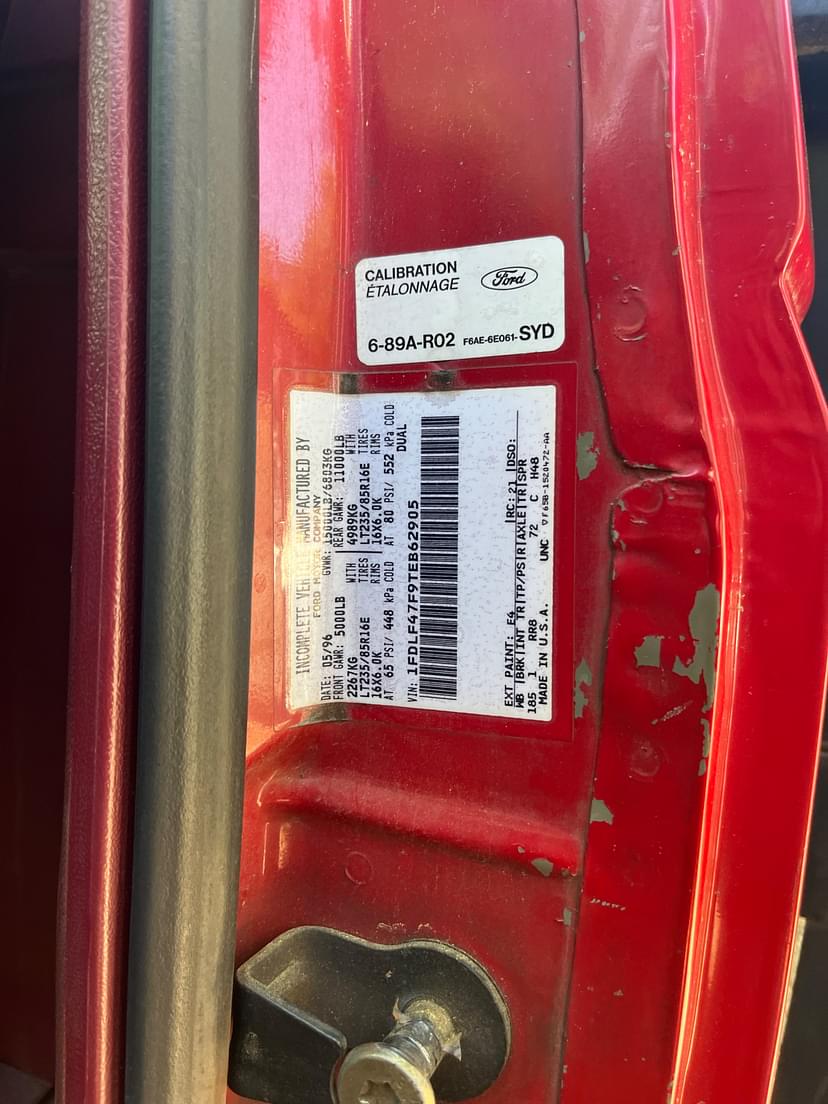 CALIBRATION
ÉTALONNAGE
Ford
6-89A-R02 F6AE-6E061-SYD
INCOMPLETE VEHICLE MANUFACTURED BY
FORD MOTOR COMPANY
DATE: 05/96 GVWR: 15000LB/6803KG
FRONT GAWR: 5000LB REAR GAWR: 11000LB
2267KG WITH 4989KG WITH
LT235/85R16E TIRES LT235/85R16E TIRES
16X6.0K RIMS 16X6.0K RIMS
AT 65 PSI/ 448 kPa COLD AT 80 PSI/ 552 kPa COLD
DUAL
VIN: 1FDLF47F9TEB62905
EXT PAINT: E4 RC: 21 DSO:
WB BRK INT TR TP/PS R AXLE TR SPR
185 1 RR8 72 C H48
MADE IN U.S.A. UNC F65B-1520472-AA